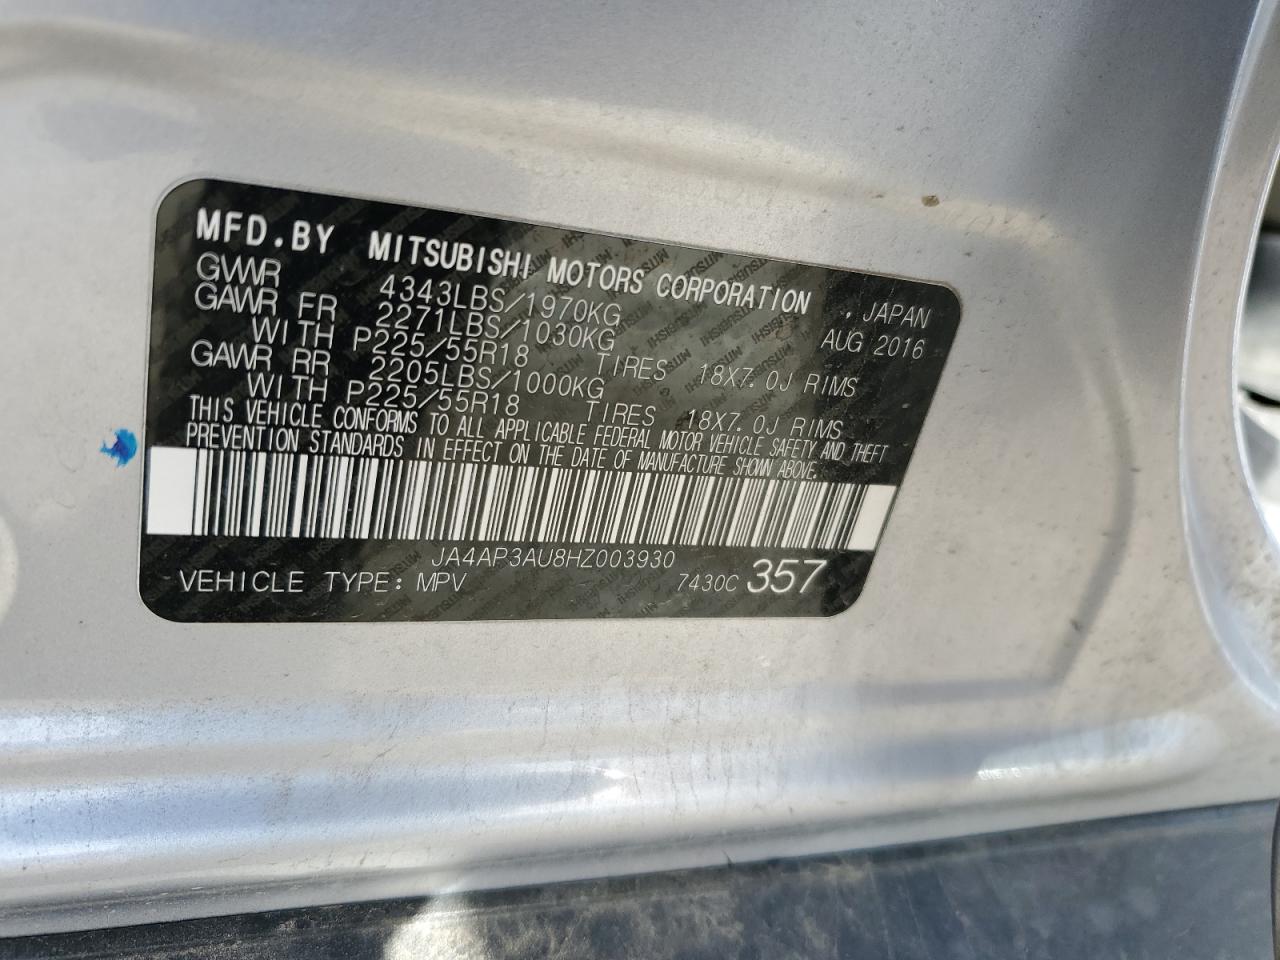 MFD.BY MITSUBISHI MOTORS CORPORATION , JAPAN
GVWR 4343LBS/1970KG AUG 2016
GAWR FR 2271LBS/1030KG
WITH P225/55R18 TIRES 18X7.0J RIMS
GAWR RR 2205LBS/1000KG
WITH P225/55R18 TIRES 18X7.0J RIMS
THIS VEHICLE CONFORMS TO ALL APPLICABLE FEDERAL MOTOR VEHICLE SAFETY AND THEFT
PREVENTION STANDARDS IN EFFECT ON THE DATE OF MANUFACTURE SHOWN ABOVE.
JA4AP3AU8HZ003930
VEHICLE TYPE: MPV 7430C 357